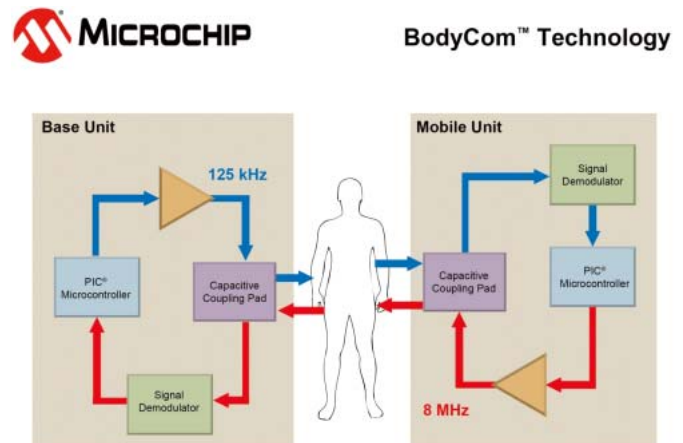 MICROCHIP
BodyCom™ Technology
Base Unit
Mobile Unit
125 kHz
Signal
Demodulator
PIC®
Microcontroller
Capacitive
Coupling Pad
Capacitive
Coupling Pad
PIC®
Microcontroller
Signal
Demodulator
8 MHz